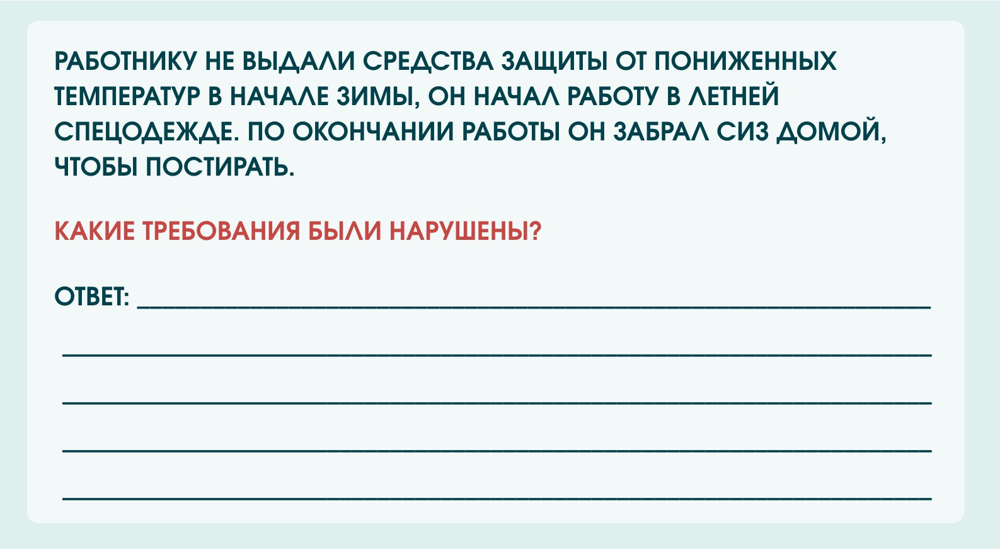 РАБОТНИКУ НЕ ВЫДАЛИ СРЕДСТВА ЗАЩИТЫ ОТ ПОНИЖЕННЫХ
ТЕМПЕРАТУР В НАЧАЛЕ ЗИМЫ, ОН НАЧАЛ РАБОТУ В ЛЕТНЕЙ
СПЕЦОДЕЖДЕ. ПО ОКОНЧАНИИ РАБОТЫ ОН ЗАБРАЛ СИЗ ДОМОЙ,
ЧТОБЫ ПОСТИРАТЬ.
КАКИЕ ТРЕБОВАНИЯ БЫЛИ НАРУШЕНЫ?
ОТВЕТ: